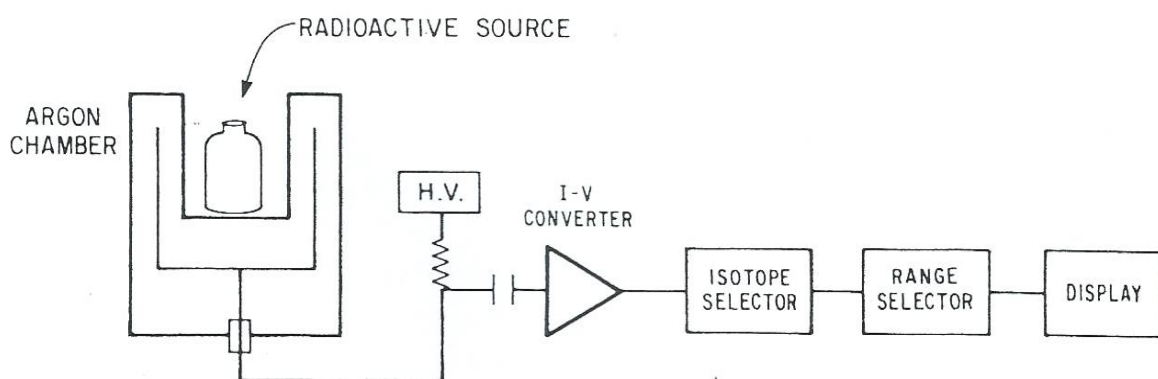 RADIOACTIVE SOURCE
ARGON
CHAMBER
H.V.
I-V
CONVERTER
ISOTOPE
SELECTOR
RANGE
SELECTOR
DISPLAY